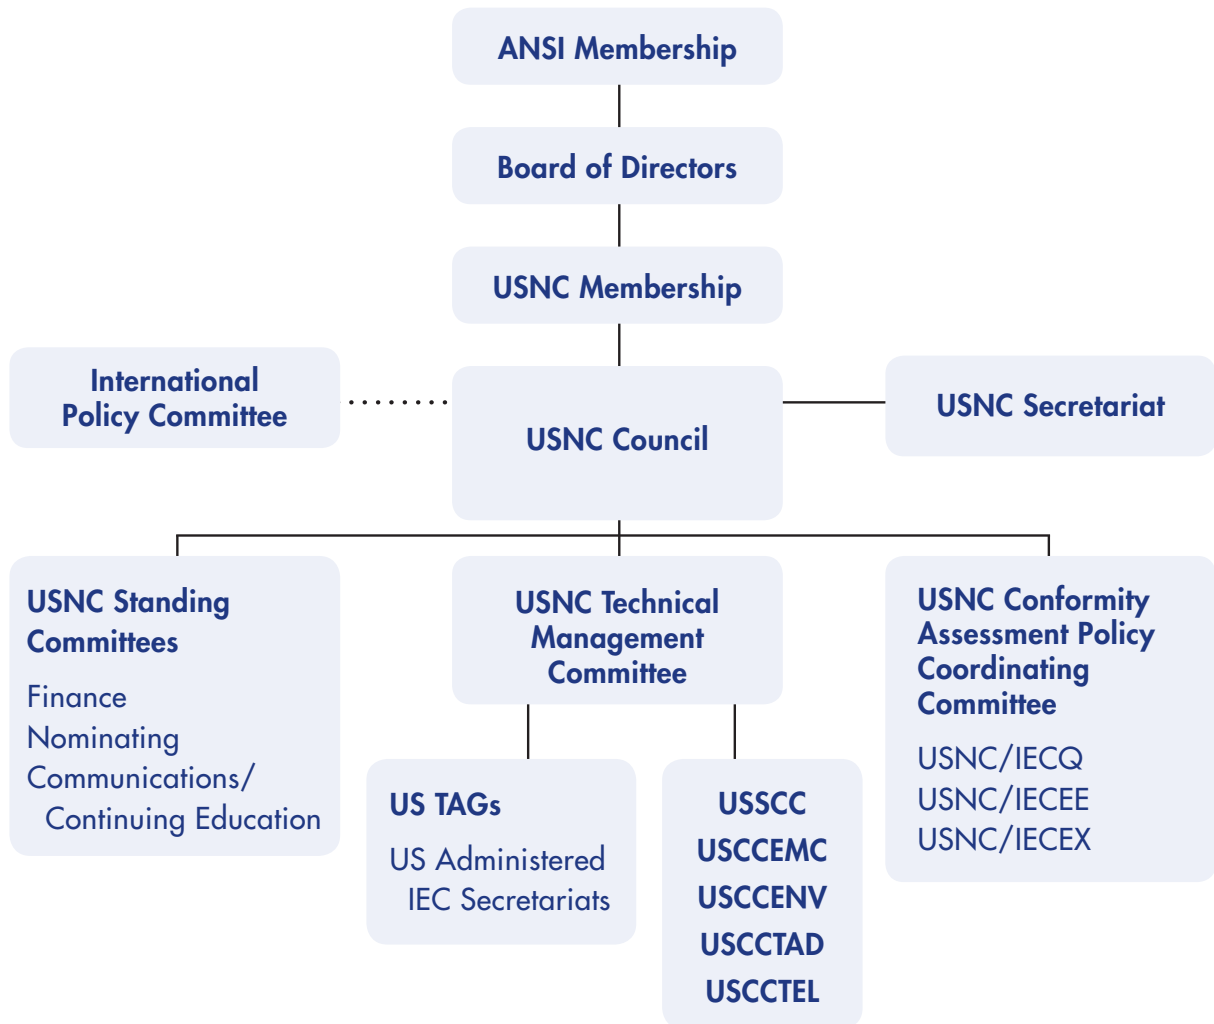 ANSI Membership
Board of Directors
USNC Membership
International
Policy Committee
USNC Council
USNC Secretariat
USNC Standing
Committees
Finance
Nominating
Communications/
Continuing Education
USNC Technical
Management
Committee
US TAGs
US Administered
IEC Secretariats
USSCC
USCCEMC
USCCENV
USCCTAD
USCCTEL
USNC Conformity
Assessment Policy
Coordinating
Committee
USNC/IECQ
USNC/IECEE
USNC/IECEX